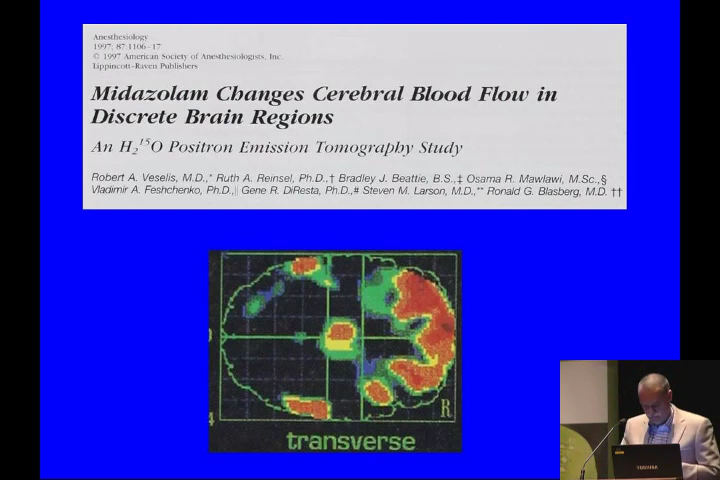 Anesthesiology
1997; 87:1106–17
© 1997 American Society of Anesthesiologists, Inc.
Lippincott–Raven Publishers
Midazolam Changes Cerebral Blood Flow in
Discrete Brain Regions
An H₂¹⁵O Positron Emission Tomography Study
Robert A. Veselis, M.D.,* Ruth A. Reinsel, Ph.D.,† Bradley J. Beattie, B.S.,‡ Osama R. Mawlawi, M.Sc.,§
Vladimir A. Feshchenko, Ph.D.,|| Gene R. DiResta, Ph.D.,# Steven M. Larson, M.D.,** Ronald G. Blasberg, M.D. ††
R
transverse
TOSHIBA